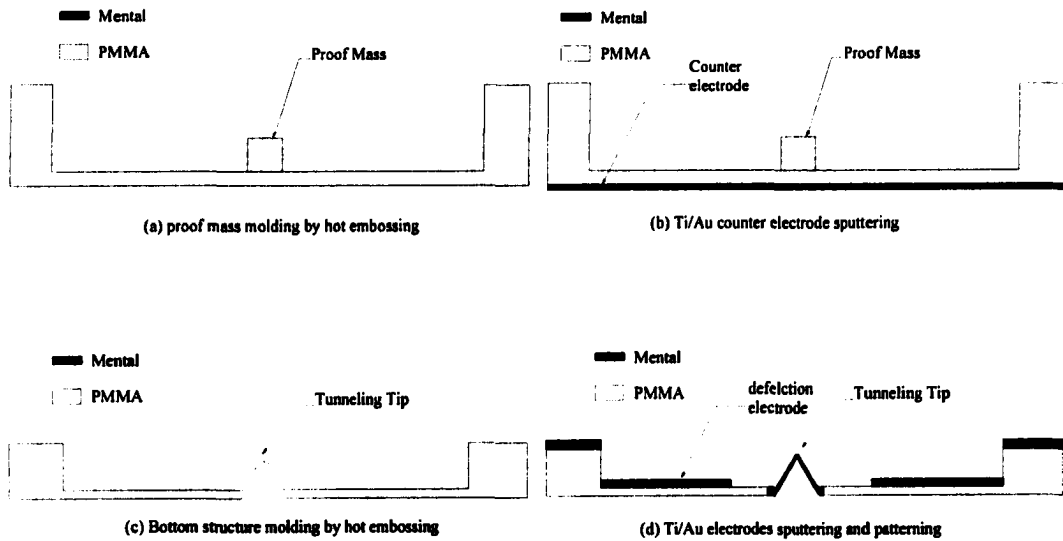 Mental
PMMA
Proof Mass
(a) proof mass molding by hot embossing
Mental
PMMA
Counter
electrode
Proof Mass
(b) Ti/Au counter electrode sputtering
Mental
PMMA
Tunneling Tip
(c) Bottom structure molding by hot embossing
Mental
PMMA
defelction
electrode
Tunneling Tip
(d) Ti/Au electrodes sputtering and patterning